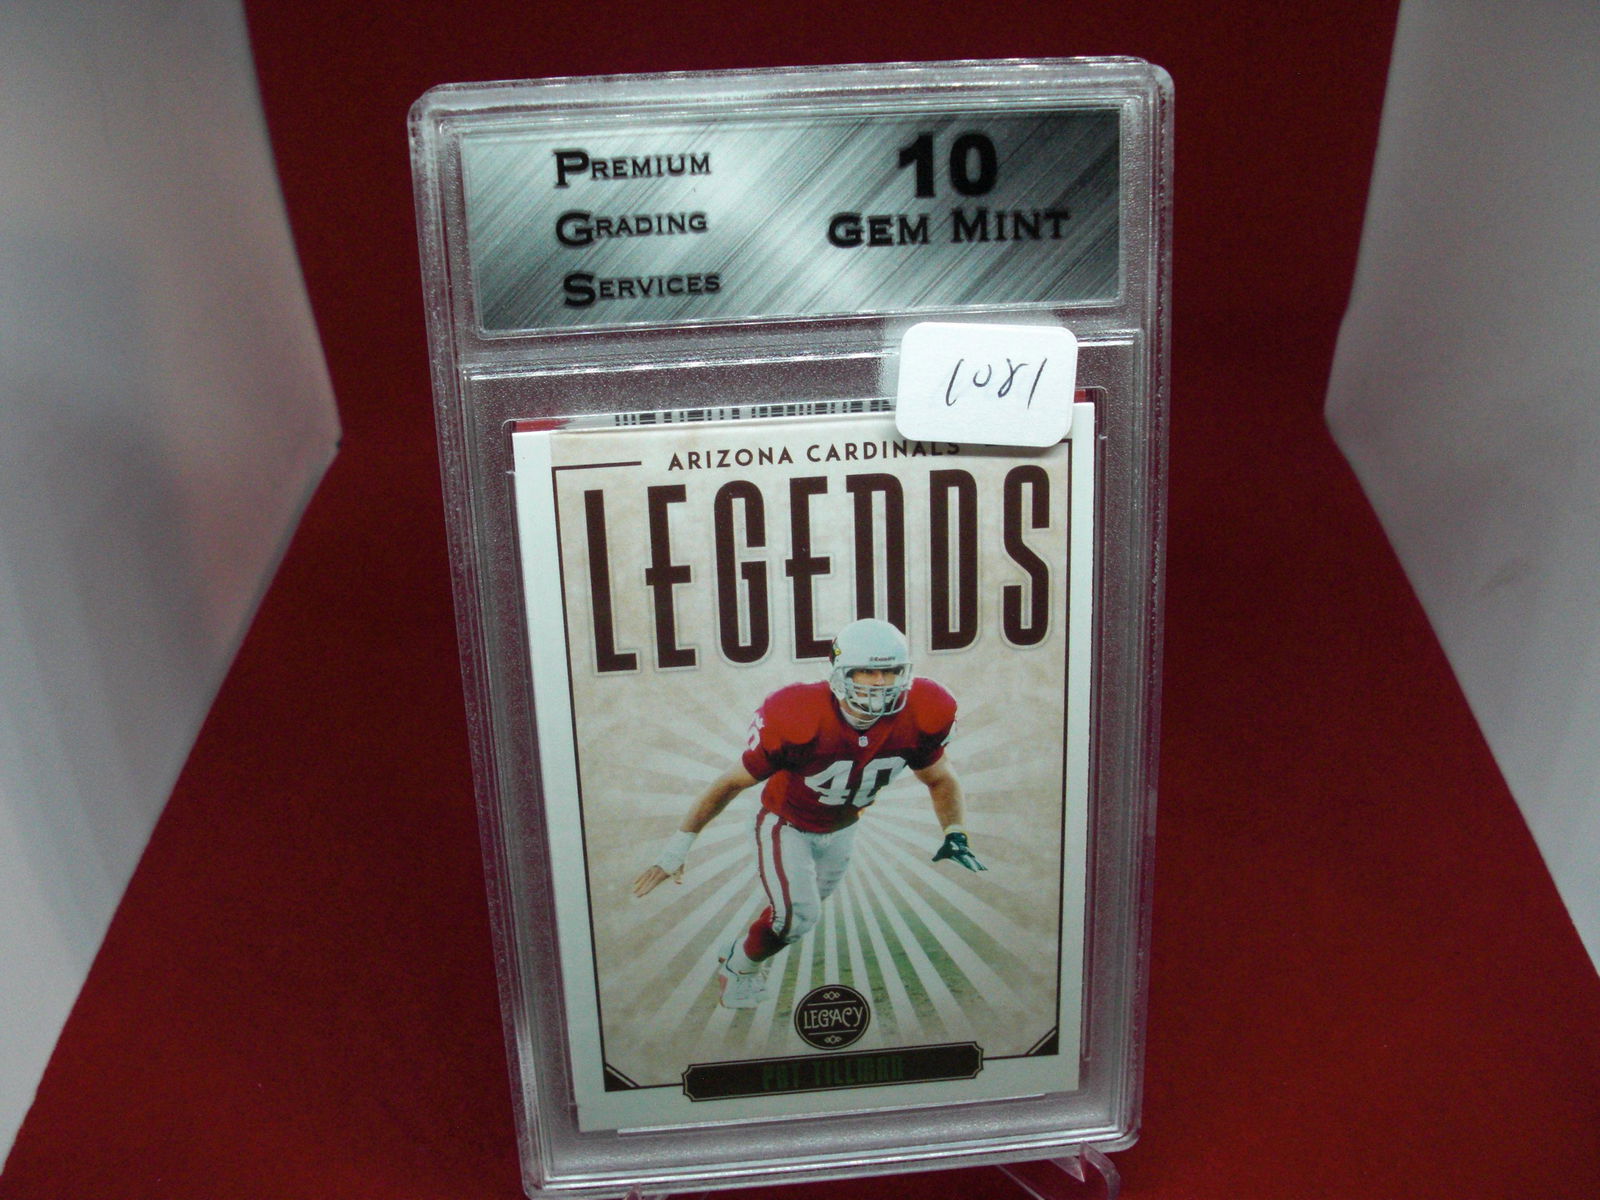 PREMIUM
GRADING
SERVICES
10
GEM MINT
1081
ARIZONA CARDINALS
LEGENDS
40
LEGACY
PAT TILLMAN